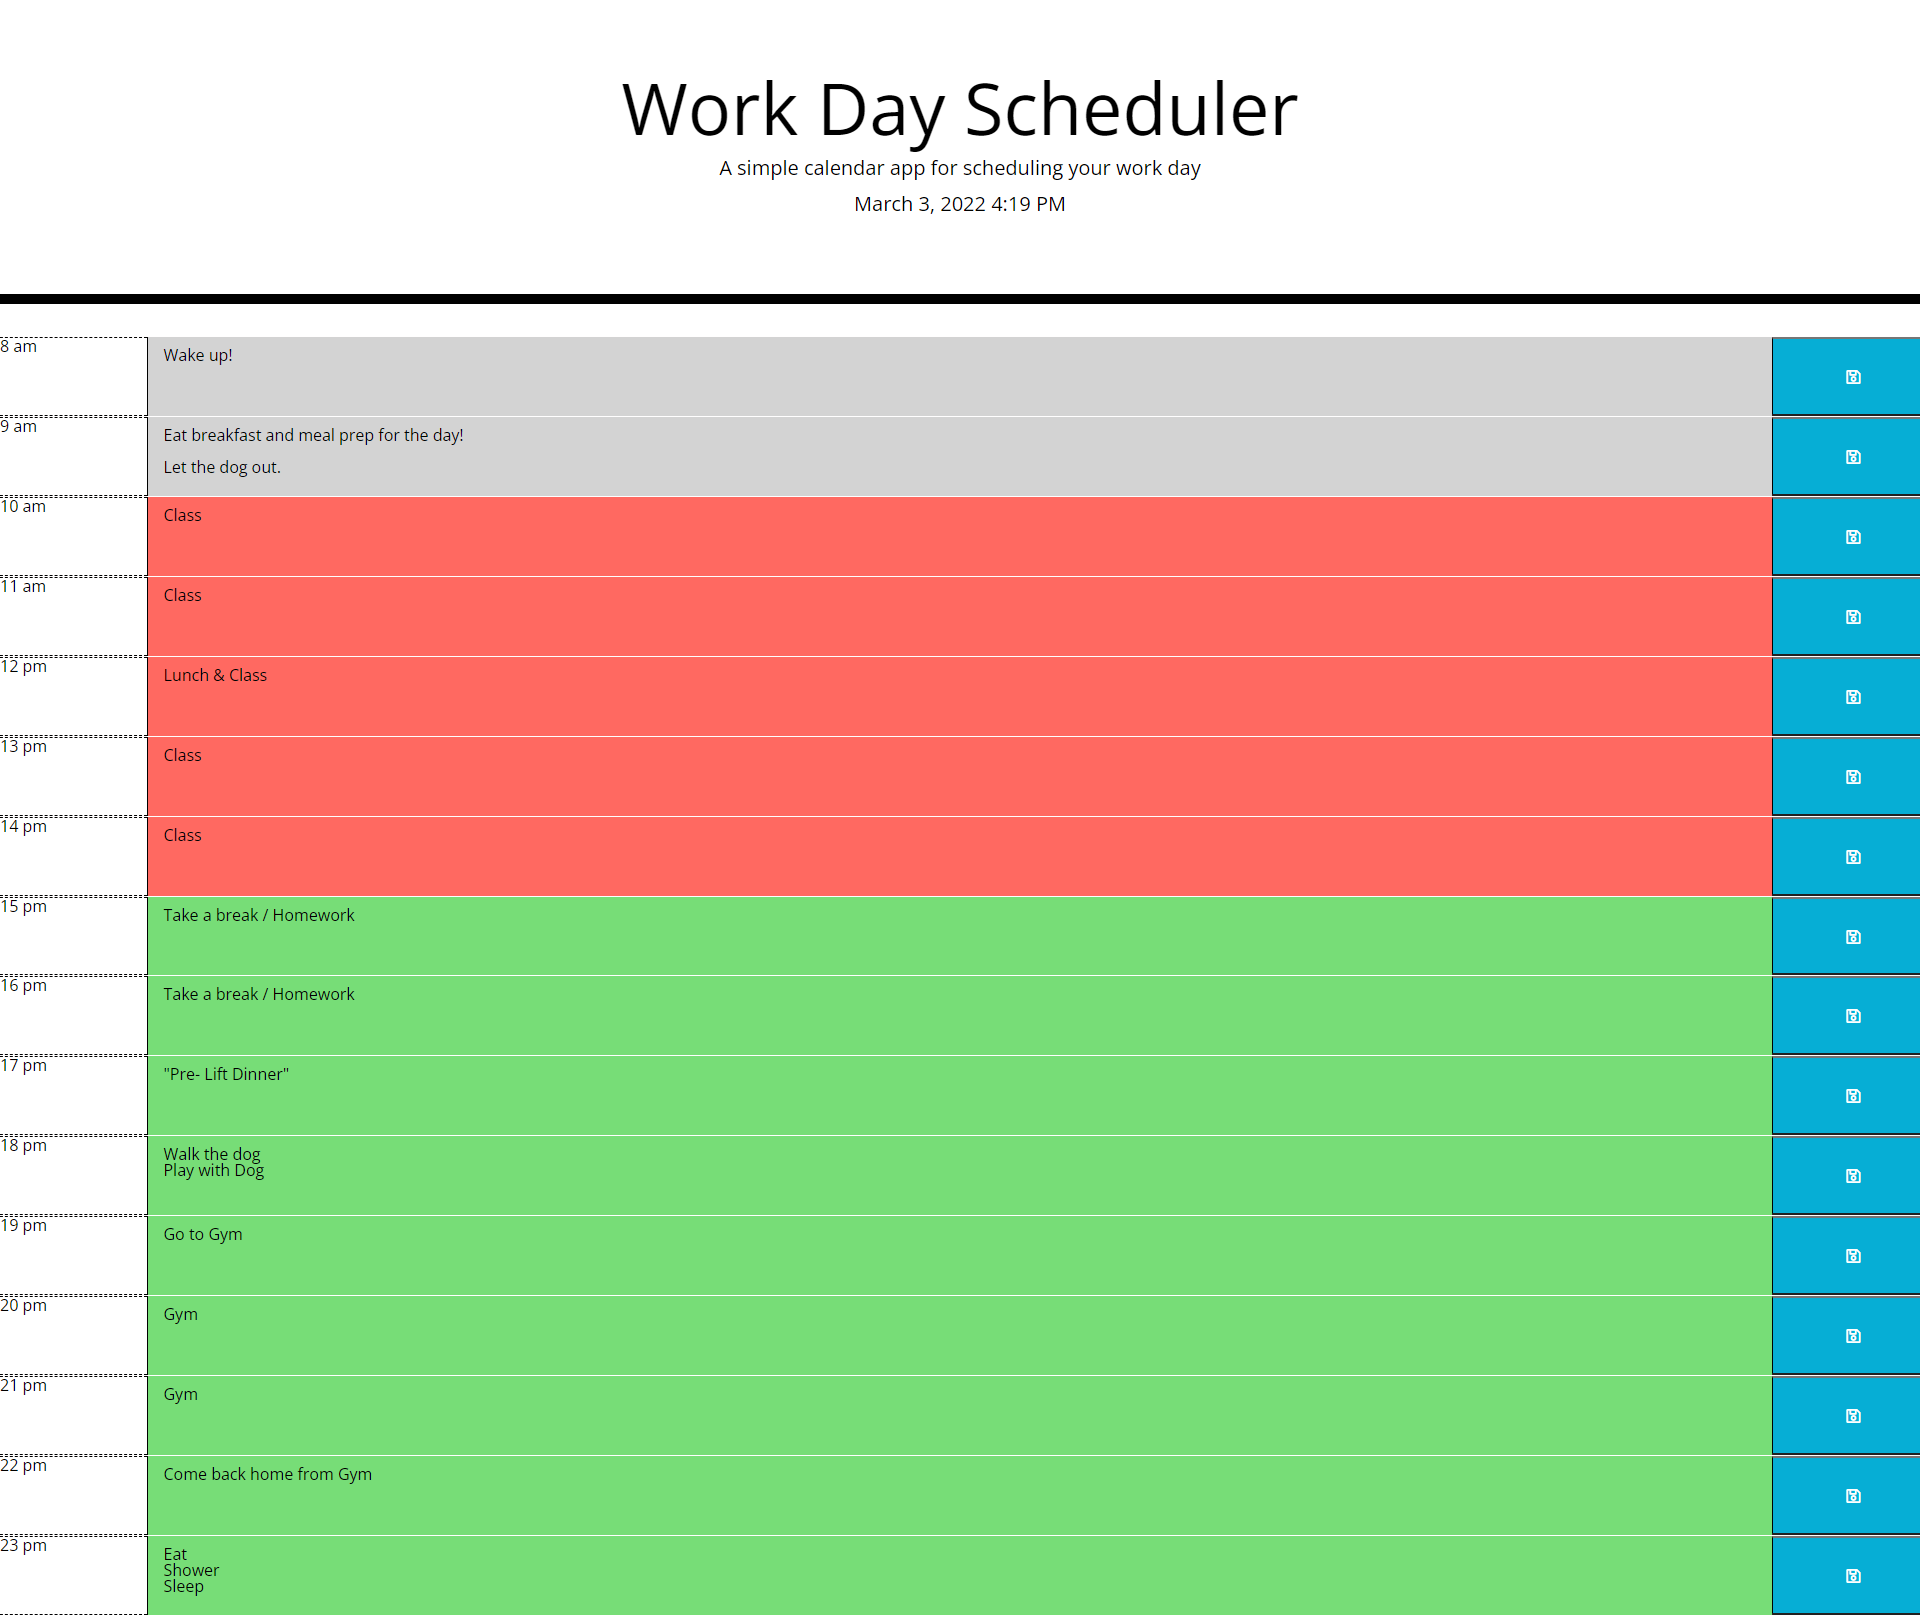 Work Day Scheduler
A simple calendar app for scheduling your work day
March 3, 2022 4:19 PM
8 am
Wake up!
9 am
Eat breakfast and meal prep for the day!
Let the dog out.
10 am
Class
11 am
Class
12 pm
Lunch & Class
13 pm
Class
14 pm
Class
15 pm
Take a break / Homework
16 pm
Take a break / Homework
17 pm
"Pre- Lift Dinner"
18 pm
Walk the dog
Play with Dog
19 pm
Go to Gym
20 pm
Gym
21 pm
Gym
22 pm
Come back home from Gym
23 pm
Eat
Shower
Sleep